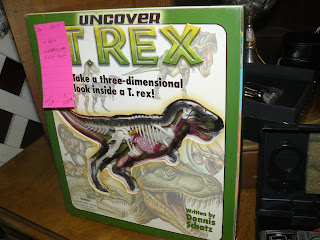 UNCOVER
T.REX
Take a three-dimensional
look inside a T. rex!
Written by
Dennis
Schatz